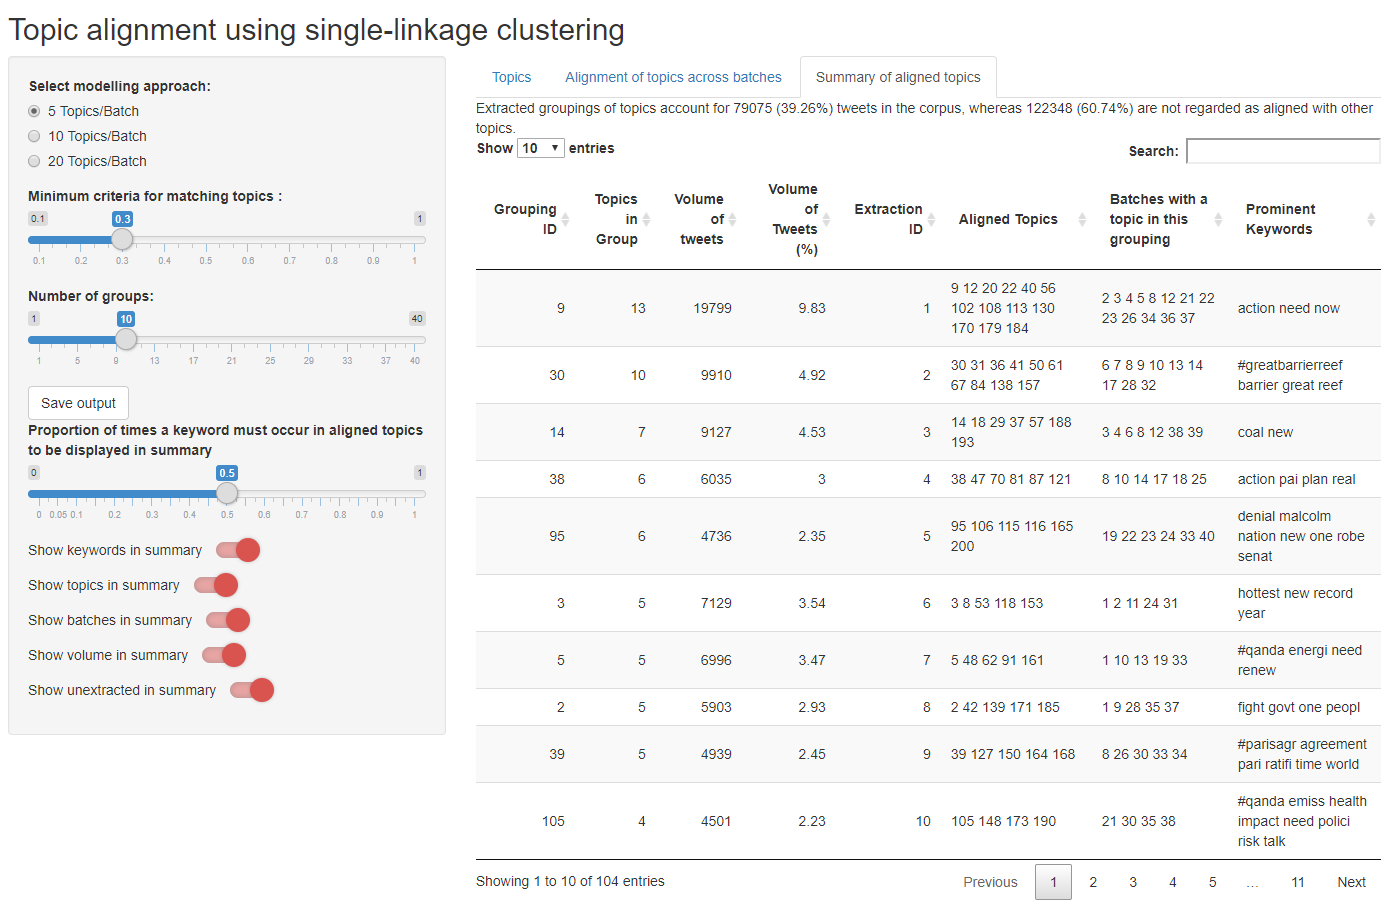 Topic alignment using single-linkage clustering
Select modelling approach:
5 Topics/Batch
10 Topics/Batch
20 Topics/Batch
Minimum criteria for matching topics :
0.1 0.3 1
0.1 0.2 0.3 0.4 0.5 0.6 0.7 0.8 0.9 1
Number of groups:
1 10 40
1 5 9 13 17 21 25 29 33 37 40
Save output
Proportion of times a keyword must occur in aligned topics
to be displayed in summary
0 0.5 1
0 0.05 0.1 0.2 0.3 0.4 0.5 0.6 0.7 0.8 0.9 1
Show keywords in summary
Show topics in summary
Show batches in summary
Show volume in summary
Show unextracted in summary
Topics Alignment of topics across batches Summary of aligned topics
Extracted groupings of topics account for 79075 (39.26%) tweets in the corpus, whereas 122348 (60.74%) are not regarded as aligned with other
topics.
Show 10 entries
Search:
Grouping
ID
Topics
in
Group
Volume
of
tweets
Volume
of
Tweets
(%)
Extraction
ID
Aligned Topics
Batches with a
topic in this
grouping
Prominent
Keywords
9 13 19799 9.83 1
9 12 20 22 40 56
102 108 113 130
170 179 184
2 3 4 5 8 12 21 22
23 26 34 36 37
action need now
30 10 9910 4.92 2
30 31 36 41 50 61
67 84 138 157
6 7 8 9 10 13 14
17 28 32
#greatbarrierreef
barrier great reef
14 7 9127 4.53 3
14 18 29 37 57 188
193
3 4 6 8 12 38 39
coal new
38 6 6035 3 4 38 47 70 81 87 121 8 10 14 17 18 25 action pai plan real
95 6 4736 2.35 5
95 106 115 116 165
200
19 22 23 24 33 40
denial malcolm
nation new one robe
senat
3 5 7129 3.54 6 3 8 53 118 153 1 2 11 24 31
hottest new record
year
5 5 6996 3.47 7 5 48 62 91 161 1 10 13 19 33
#qanda energi need
renew
2 5 5903 2.93 8 2 42 139 171 185 1 9 28 35 37 fight govt one peopl
39 5 4939 2.45 9 39 127 150 164 168 8 26 30 33 34
#parisagr agreement
pari ratifi time world
105 4 4501 2.23 10 105 148 173 190 21 30 35 38
#qanda emiss health
impact need polici
risk talk
Showing 1 to 10 of 104 entries
Previous 1 2 3 4 5 … 11 Next